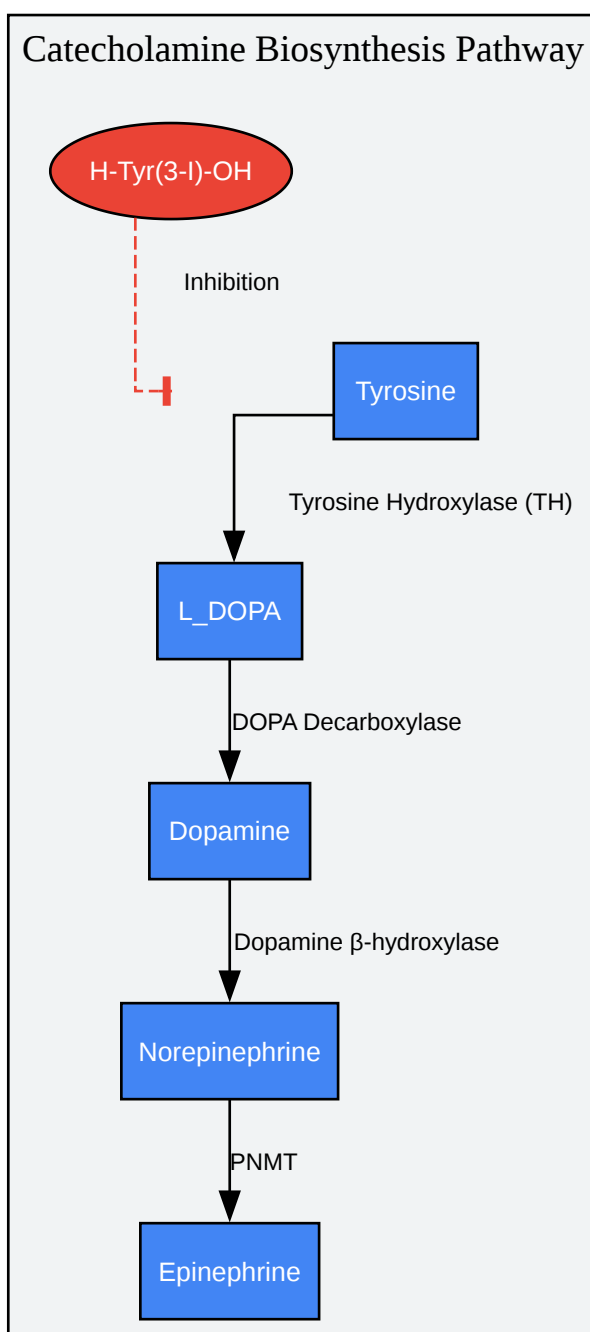 Catecholamine Biosynthesis Pathway
H-Tyr(3-I)-OH
Inhibition
Tyrosine
Tyrosine Hydroxylase (TH)
L_DOPA
DOPA Decarboxylase
Dopamine
Dopamine β-hydroxylase
Norepinephrine
PNMT
Epinephrine